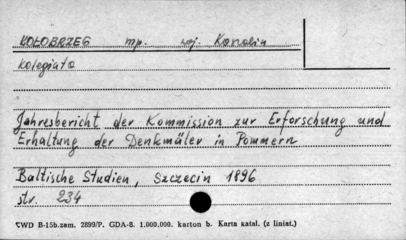 KOŁOBRZEG mp. woj. Koszalin
kolegiata
Jahresbericht der Kommission zur Erforschung und
Erhaltung der Denkmäler in Pommern
Baltische Studien, Szczecin 1896
str. 234
CWD B-15b.zam. 2899/P. GDA-8. 1.000.000. karton b. Karta katal. (z liniat.)